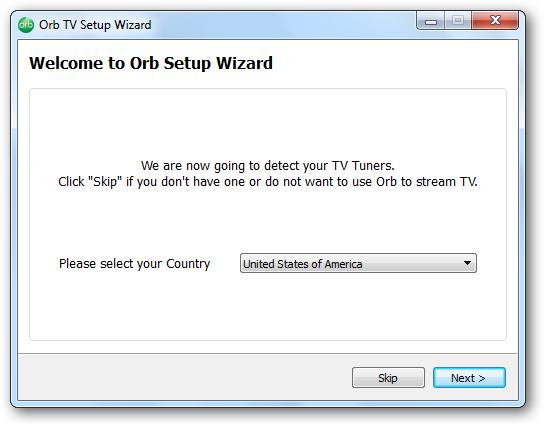 orb Orb TV Setup Wizard
Welcome to Orb Setup Wizard
We are now going to detect your TV Tuners.
Click "Skip" if you don't have one or do not want to use Orb to stream TV.
Please select your Country United States of America
Skip Next >